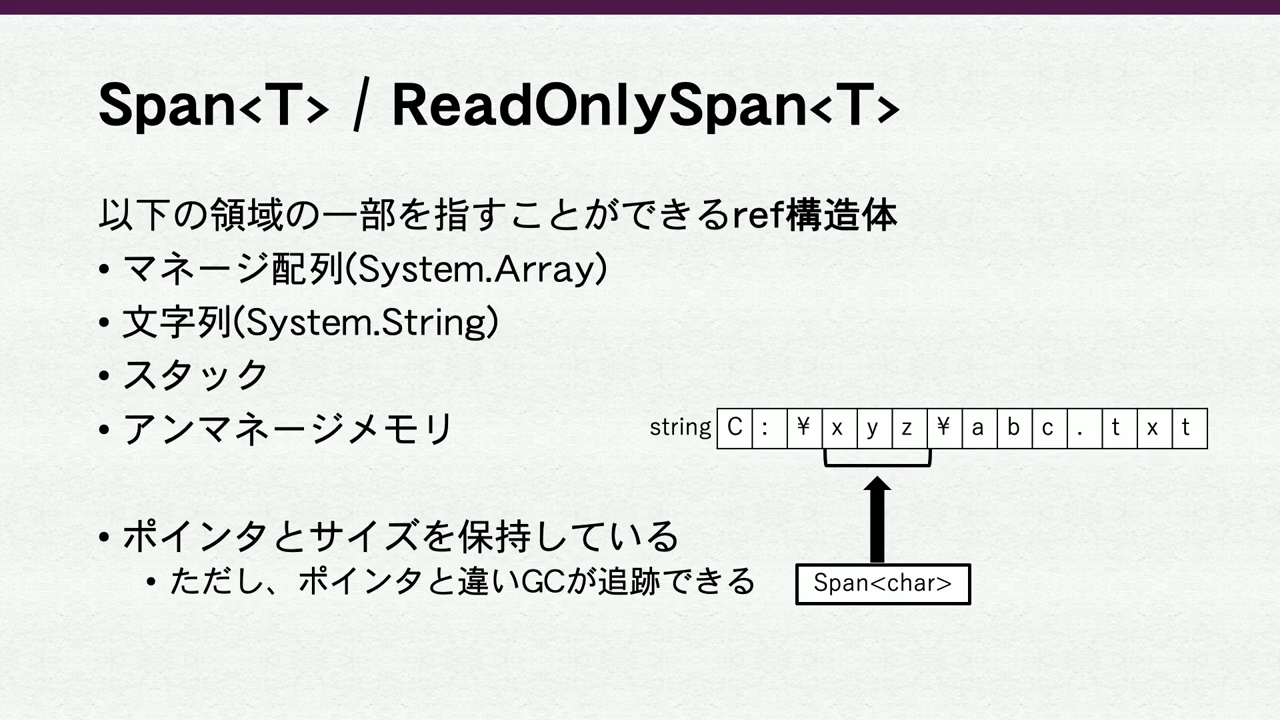 Span<T> / ReadOnlySpan<T>
以下の領域の一部を指すことができるref構造体
• マネージ配列(System.Array)
• 文字列(System.String)
• スタック
• アンマネージメモリ
string C : ¥ x y z ¥ a b c . t x t
• ポインタとサイズを保持している
• ただし、ポインタと違いGCが追跡できる
Span<char>